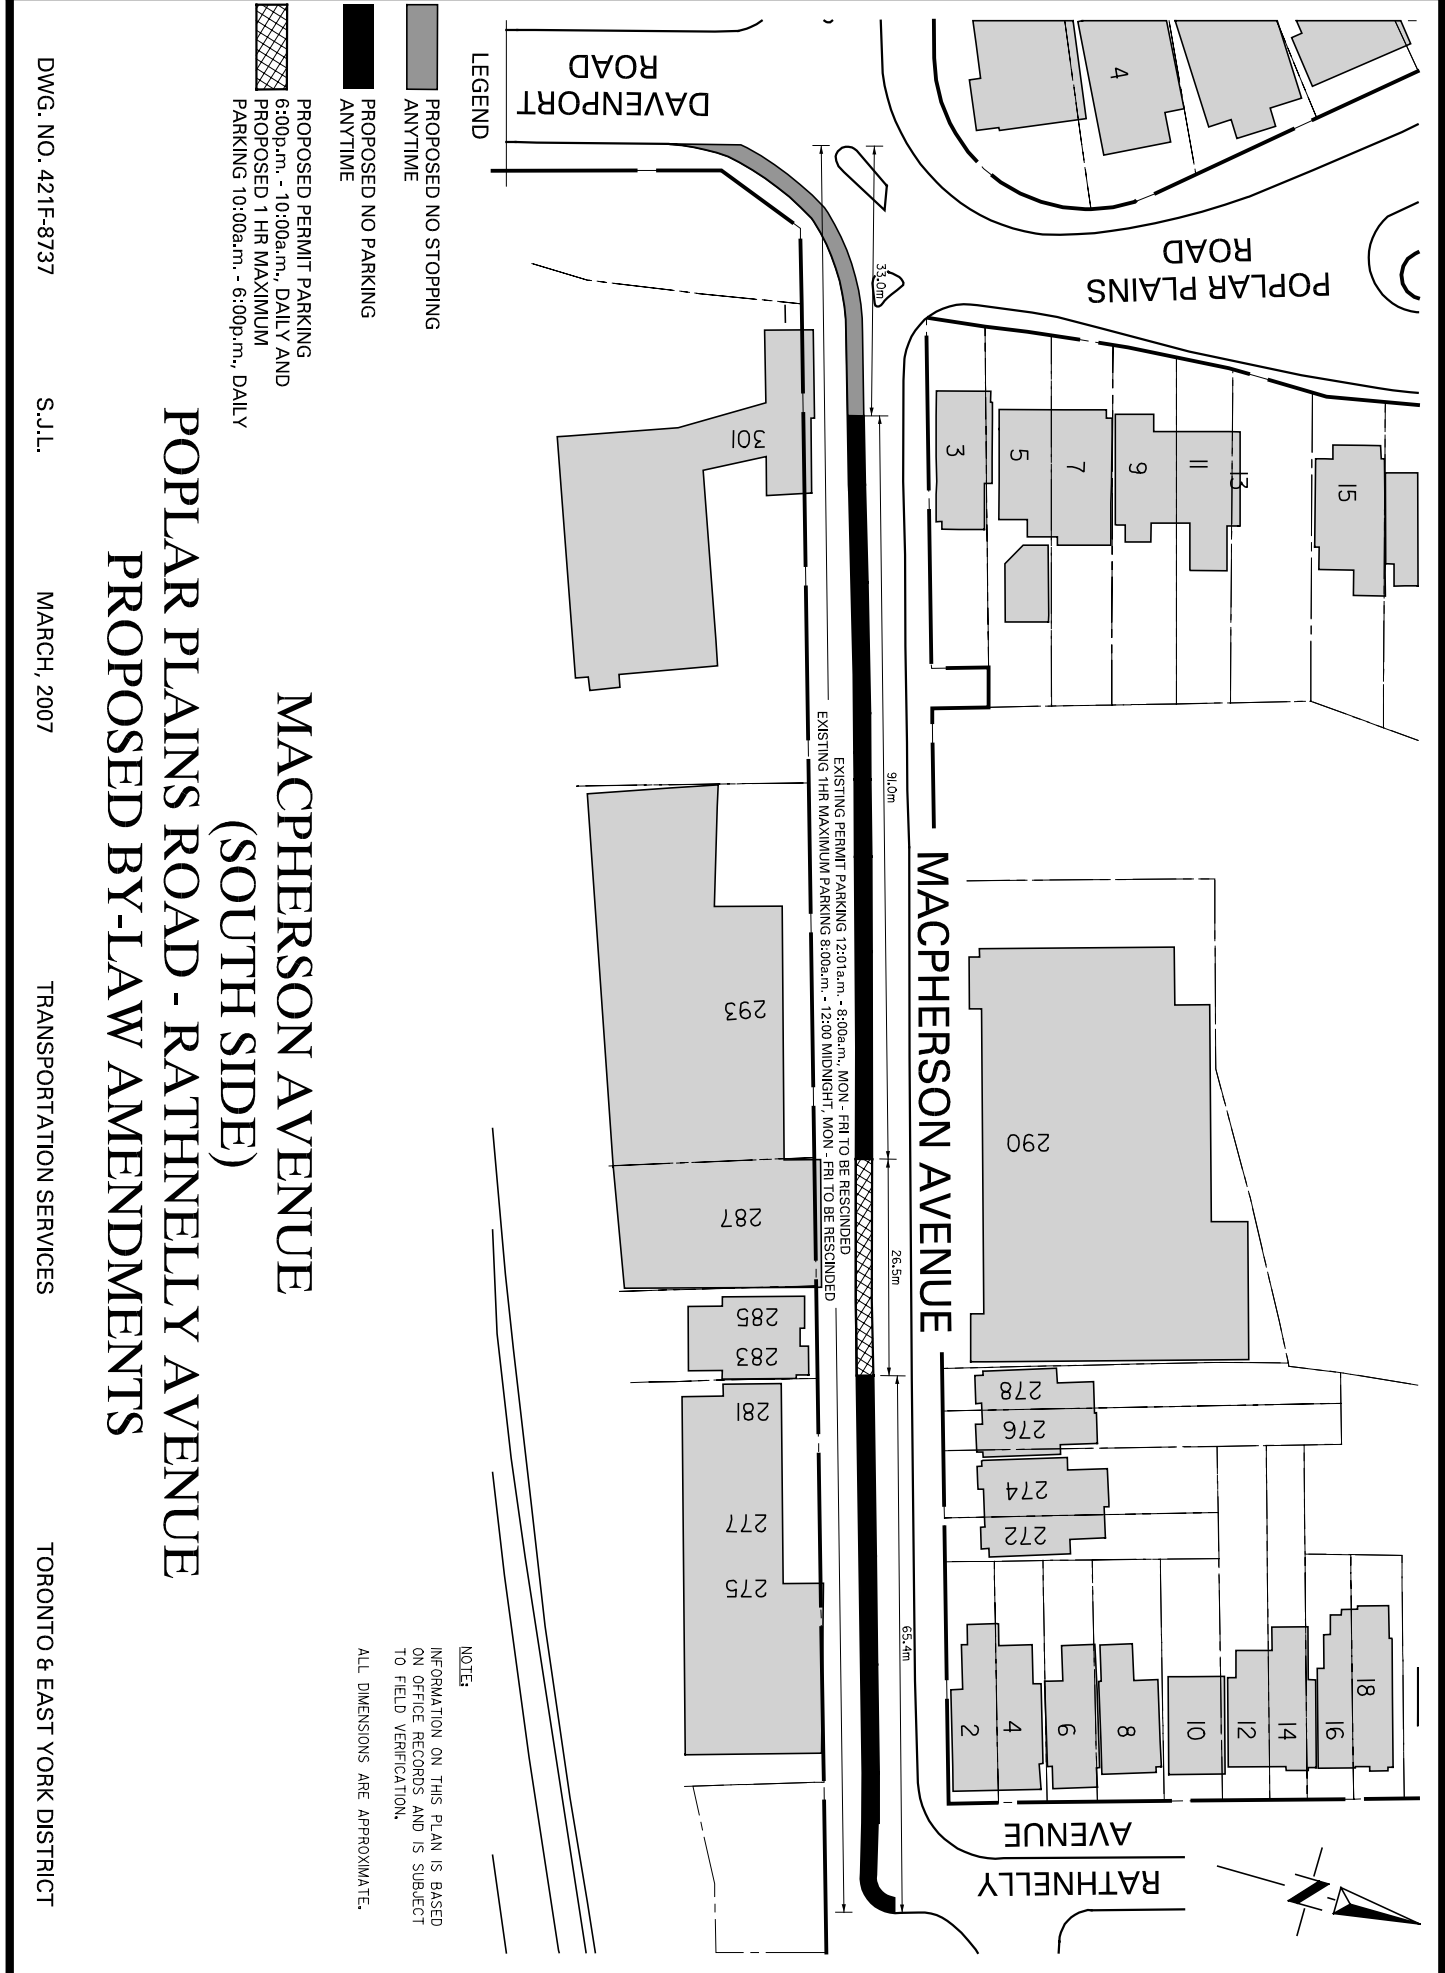 DAVENPORT
ROAD
POPLAR PLAINS
ROAD
MACPHERSON AVENUE
RATHNELLY
AVENUE
4
3
5
7
9
11
13
15
290
278
276
274
272
2
4
6
8
10
12
14
16
18
301
293
287
285
283
281
277
275
33.0m
91.0m
26.5m
65.4m
EXISTING PERMIT PARKING 12:01a.m. - 8:00a.m., MON - FRI TO BE RESCINDED
EXISTING 1HR MAXIMUM PARKING 8:00a.m. - 12:00 MIDNIGHT, MON - FRI TO BE RESCINDED
LEGEND
PROPOSED NO STOPPING
ANYTIME
PROPOSED NO PARKING
ANYTIME
PROPOSED PERMIT PARKING
6:00p.m. - 10:00a.m., DAILY AND
PROPOSED 1 HR MAXIMUM
PARKING 10:00a.m. - 6:00p.m., DAILY
NOTE:
INFORMATION ON THIS PLAN IS BASED
ON OFFICE RECORDS AND IS SUBJECT
TO FIELD VERIFICATION.
ALL DIMENSIONS ARE APPROXIMATE.
MACPHERSON AVENUE
(SOUTH SIDE)
POPLAR PLAINS ROAD - RATHNELLY AVENUE
PROPOSED BY-LAW AMENDMENTS
DWG. NO. 421F-8737
S.J.L.
MARCH, 2007
TRANSPORTATION SERVICES
TORONTO & EAST YORK DISTRICT